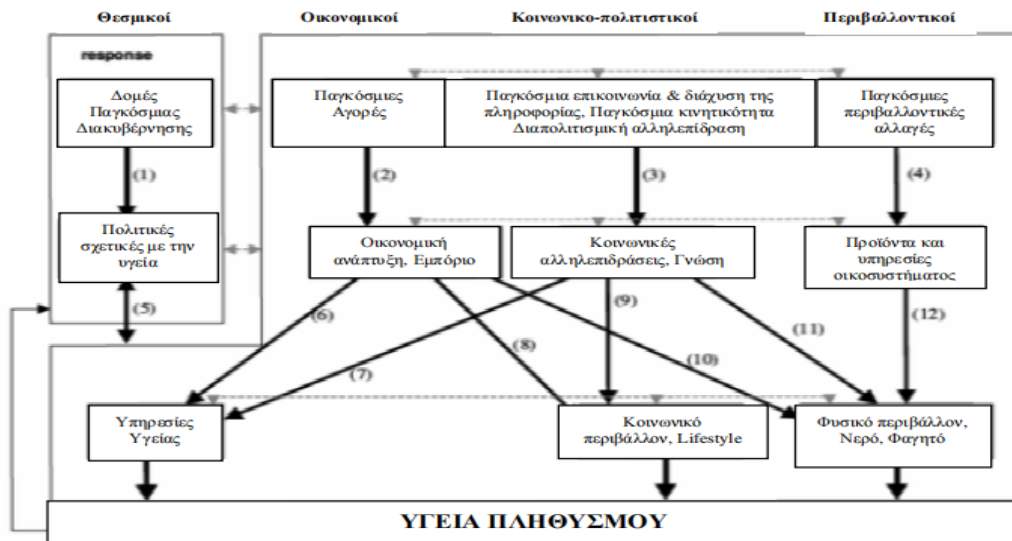 Θεσμικοί
Οικονομικοί
Κοινωνικο-πολιτιστικοί
Περιβαλλοντικοί
response
Δομές
Παγκόσμιας
Διακυβέρνησης
Παγκόσμιες
Αγορές
Παγκόσμια επικοινωνία & διάχυση της
πληροφορίας, Παγκόσμια κινητικότητα
Διαπολιτισμική αλληλεπίδραση
Παγκόσμιες
περιβαλλοντικές
αλλαγές
(1)
(2)
(3)
(4)
Πολιτικές
σχετικές με την
υγεία
Οικονομική
ανάπτυξη, Εμπόριο
Κοινωνικές
αλληλεπιδράσεις, Γνώση
Προϊόντα και
υπηρεσίες
οικοσυστήματος
(5)
(6)
(7)
(8)
(9)
(10)
(11)
(12)
Υπηρεσίες
Υγείας
Κοινωνικό
περιβάλλον, Lifestyle
Φυσικό περιβάλλον,
Νερό, Φαγητό
ΥΓΕΙΑ ΠΛΗΘΥΣΜΟΥ